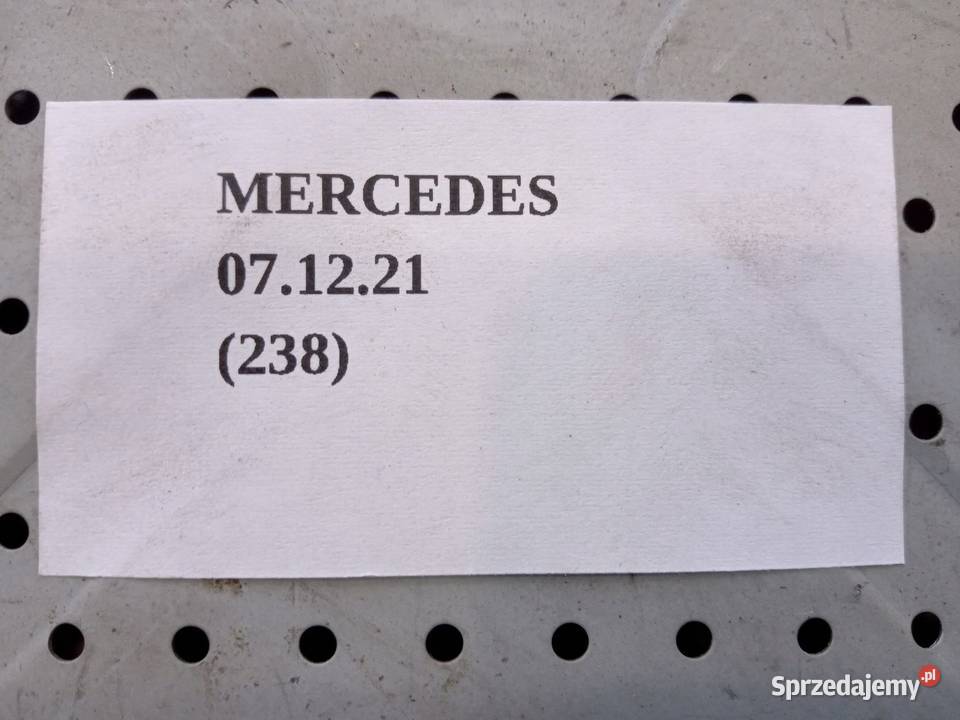 MERCEDES
07.12.21
(238)
Sprzedajemy.pl